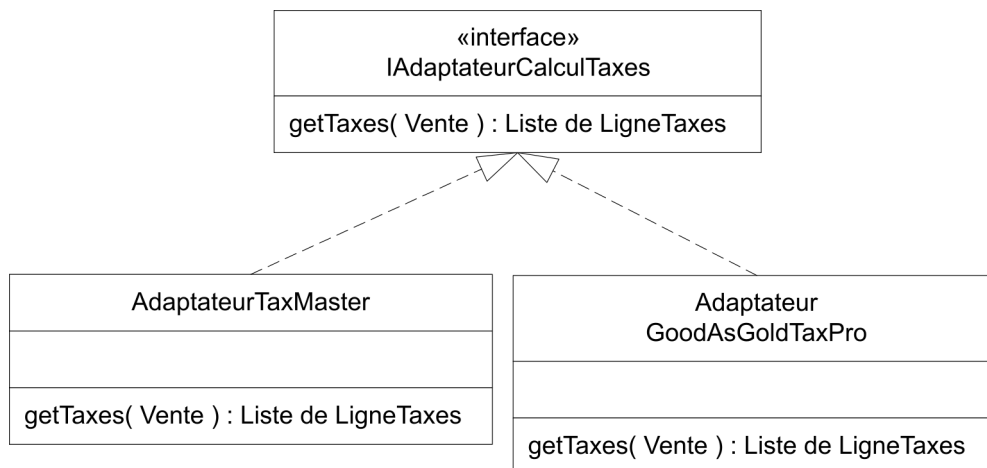 «interface»
IAdaptateurCalculTaxes
getTaxes( Vente ) : Liste de LigneTaxes
AdaptateurTaxMaster
getTaxes( Vente ) : Liste de LigneTaxes
Adaptateur
GoodAsGoldTaxPro
getTaxes( Vente ) : Liste de LigneTaxes